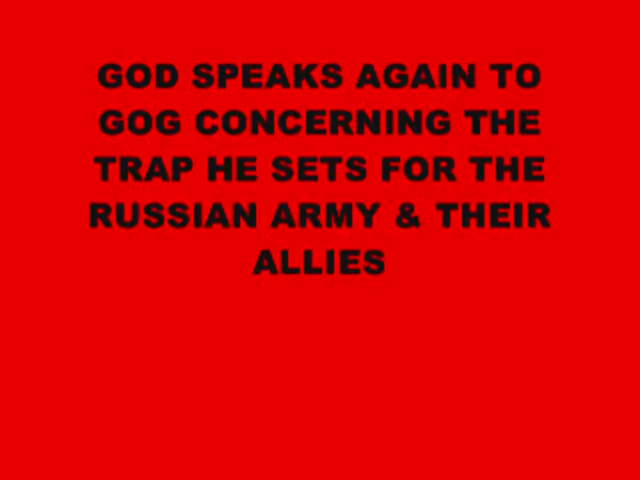 GOD SPEAKS AGAIN TO
GOG CONCERNING THE
TRAP HE SETS FOR THE
RUSSIAN ARMY & THEIR
ALLIES